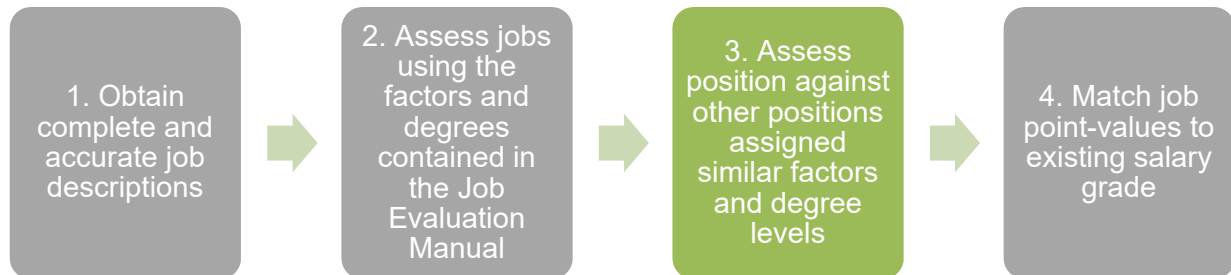 1. Obtain
complete and
accurate job
descriptions
2. Assess jobs
using the
factors and
degrees
contained in
the Job
Evaluation
Manual
3. Assess
position against
other positions
assigned
similar factors
and degree
levels
4. Match job
point-values to
existing salary
grade